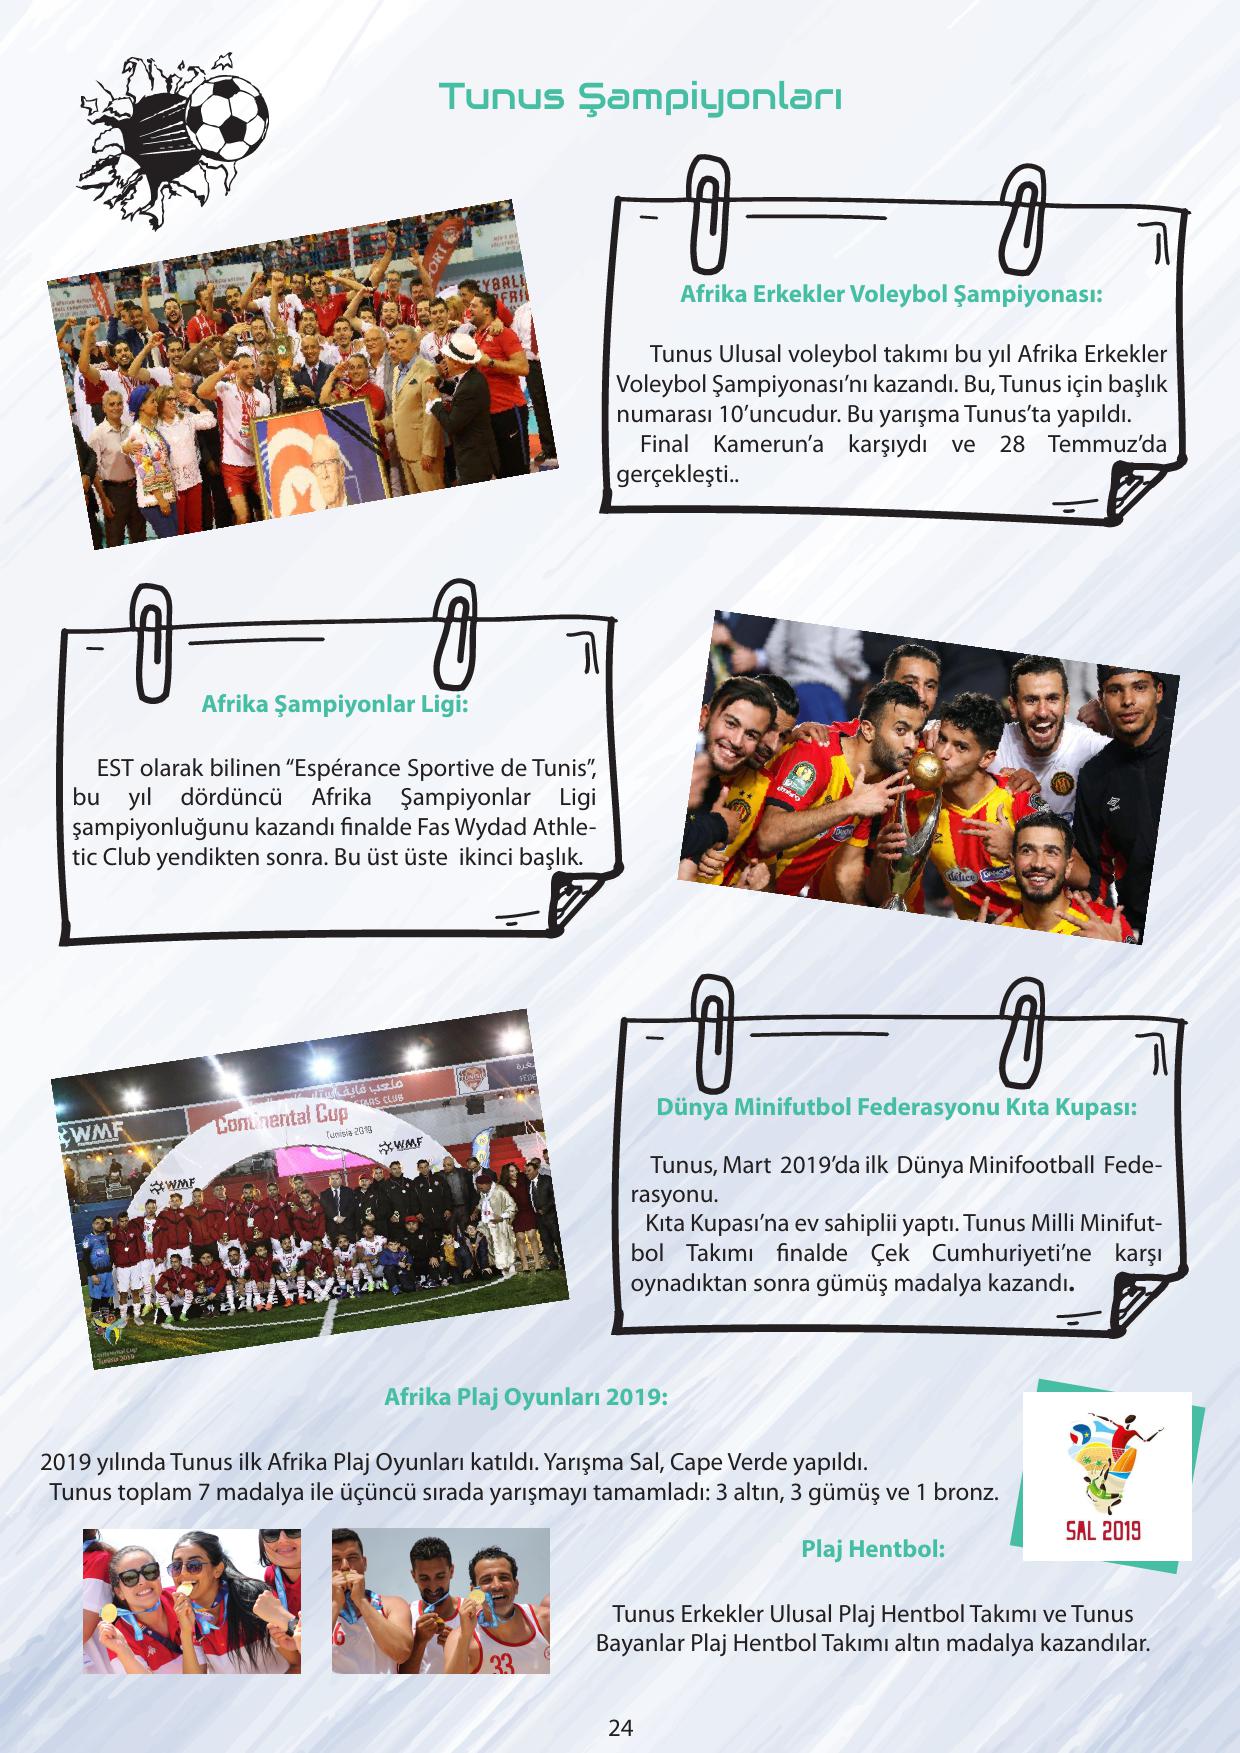 Tunus Şampiyonları
Afrika Erkekler Voleybol Şampiyonası:
Tunus Ulusal voleybol takımı bu yıl Afrika Erkekler
Voleybol Şampiyonası’nı kazandı. Bu, Tunus için başlık
numarası 10’uncudur. Bu yarışma Tunus’ta yapıldı.
Final Kamerun’a karşıydı ve 28 Temmuz’da
gerçekleşti..
Afrika Şampiyonlar Ligi:
EST olarak bilinen “Espérance Sportive de Tunis”,
bu yıl dördüncü Afrika Şampiyonlar Ligi
şampiyonluğunu kazandı finalde Fas Wydad Athle-
tic Club yendikten sonra. Bu üst üste ikinci başlık.
Continental Cup
Tunisia 2019
WMF
WMF
WMF
Dünya Minifutbol Federasyonu Kıta Kupası:
Tunus, Mart 2019’da ilk Dünya Minifootball Fede-
rasyonu.
Kıta Kupası’na ev sahiplii yaptı. Tunus Milli Minifut-
bol Takımı finalde Çek Cumhuriyeti’ne karşı
oynadıktan sonra gümüş madalya kazandı.
Afrika Plaj Oyunları 2019:
2019 yılında Tunus ilk Afrika Plaj Oyunları katıldı. Yarışma Sal, Cape Verde yapıldı.
Tunus toplam 7 madalya ile üçüncü sırada yarışmayı tamamladı: 3 altın, 3 gümüş ve 1 bronz.
SAL 2019
Plaj Hentbol:
33
Tunus Erkekler Ulusal Plaj Hentbol Takımı ve Tunus
Bayanlar Plaj Hentbol Takımı altın madalya kazandılar.
24